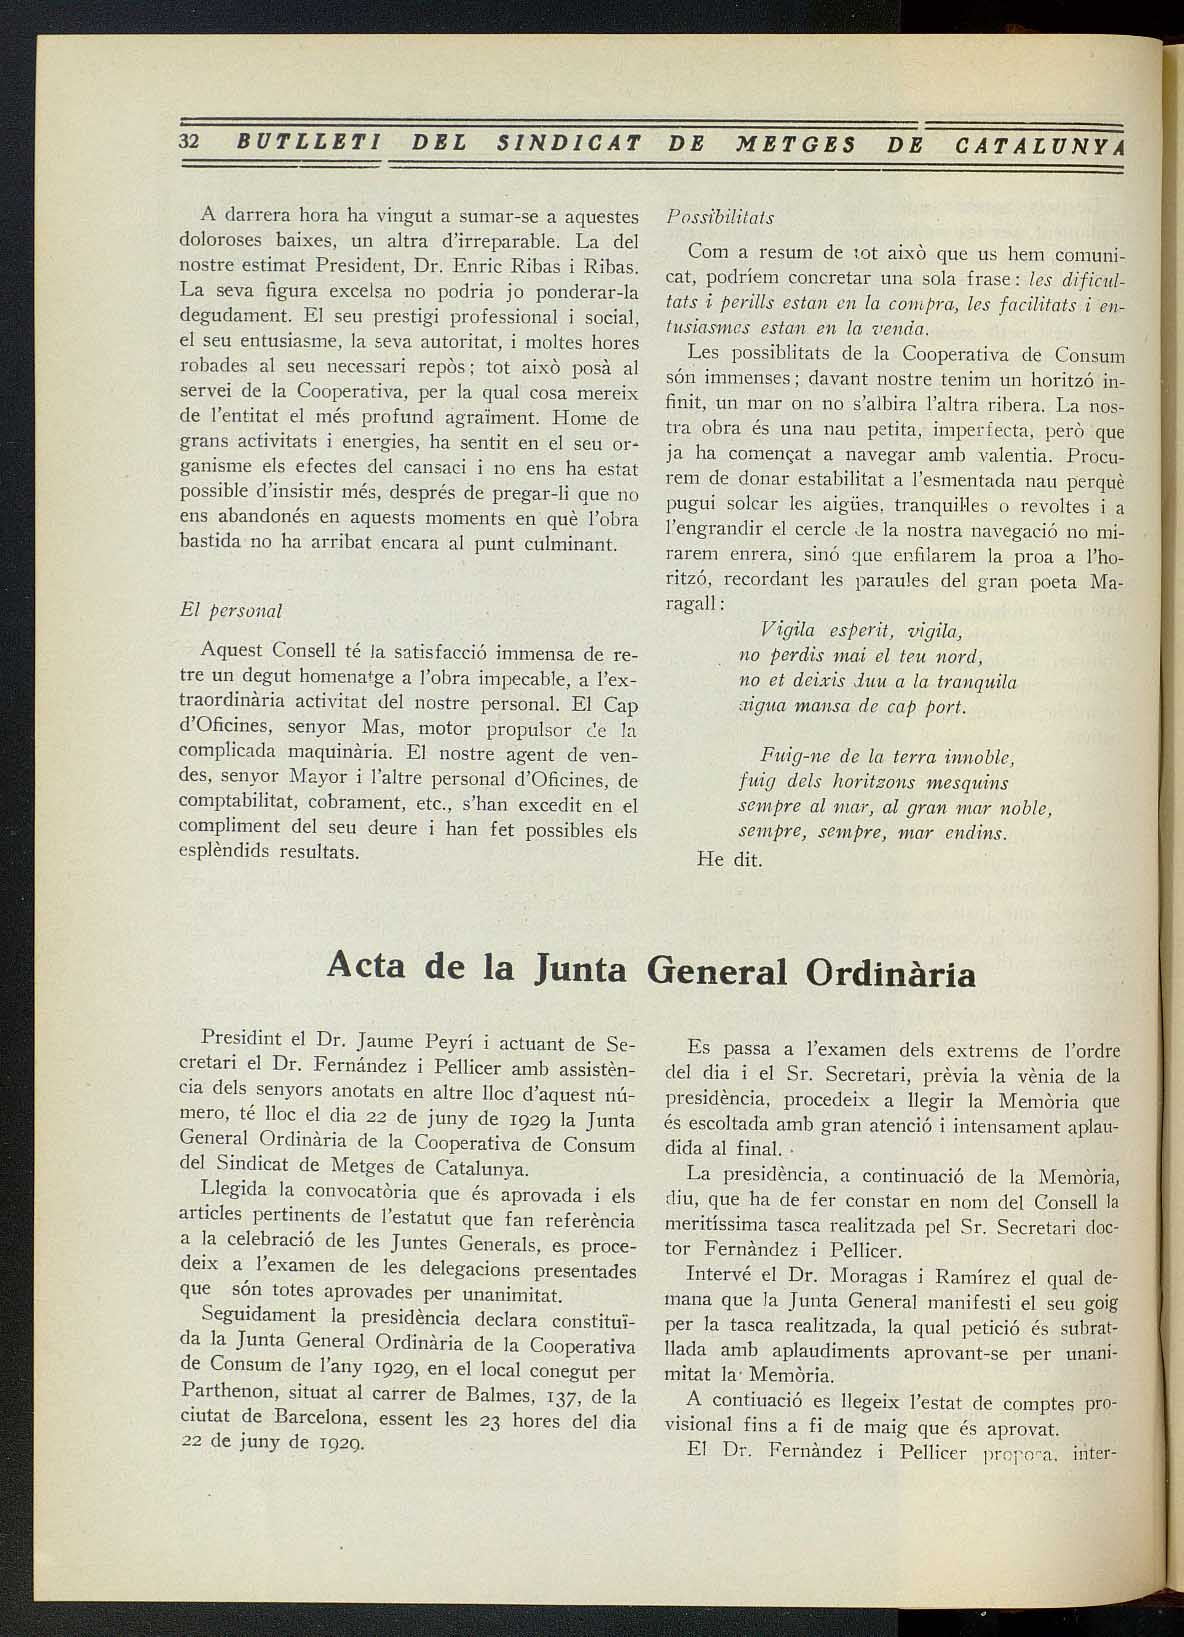 32 BUTLLETI DEL SINDICAT DE METGES DE CATALUNYA
A darrera hora ha vingut a sumar-se a aquestes
doloroses baixes, un altra d'irreparable. La del
nostre estimat President, Dr. Enric Ribas i Ribas.
La seva figura excelsa no podria jo ponderar-la
degudament. El seu prestigi professional i social,
el seu entusiasme, la seva autoritat, i moltes hores
robades al seu necessari repòs; tot això posà al
servei de la Cooperativa, per la qual cosa mereix
de l'entitat el més profund agraïment. Home de
grans activitats i energies, ha sentit en el seu or-
ganisme els efectes del cansaci i no ens ha estat
possible d'insistir més, després de pregar-li que no
ens abandonés en aquests moments en què l'obra
bastida no ha arribat encara al punt culminant.
El personal
Aquest Consell té la satisfacció immensa de re-
tre un degut homenatge a l'obra impecable, a l'ex-
traordinària activitat del nostre personal. El Cap
d'Oficines, senyor Mas, motor propulsor de la
complicada maquinària. El nostre agent de ven-
des, senyor Mayor i l'altre personal d'Oficines, de
comptabilitat, cobrament, etc., s'han excedit en el
compliment del seu deure i han fet possibles els
esplèndids resultats.
Possibilitats
Com a resum de tot això que us hem comuni-
cat, podríem concretar una sola frase: les dificul-
tats i perills estan en la compra, les facilitats i en-
tusiasmes estan en la venda.
Les possiblitats de la Cooperativa de Consum
són immenses; davant nostre tenim un horitzó in-
finit, un mar on no s'albira l'altra ribera. La nos-
tra obra és una nau petita, imperfecta, però que
ja ha començat a navegar amb valentia. Procu-
rem de donar estabilitat a l'esmentada nau perquè
pugui solcar les aigües, tranquil·les o revoltes i a
l'engrandir el cercle de la nostra navegació no mi-
rarem enrera, sinó que enfilarem la proa a l'ho-
ritzó, recordant les paraules del gran poeta Ma-
ragall:
Vigila esperit, vigila,
no perdis mai el teu nord,
no et deixis duu a la tranquila
aigua mansa de cap port.
Fuig-ne de la terra innoble,
fuig dels horitzons mesquins
sempre al mar, al gran mar noble,
sempre, sempre, mar endins.
He dit.
Acta de la Junta General Ordinària
Presidint el Dr. Jaume Peyrí i actuant de Se-
cretari el Dr. Fernández i Pellicer amb assistèn-
cia dels senyors anotats en altre lloc d'aquest nú-
mero, té lloc el dia 22 de juny de 1929 la Junta
General Ordinària de la Cooperativa de Consum
del Sindicat de Metges de Catalunya.
Llegida la convocatòria que és aprovada i els
articles pertinents de l'estatut que fan referència
a la celebració de les Juntes Generals, es proce-
deix a l'examen de les delegacions presentades
que són totes aprovades per unanimitat.
Seguidament la presidència declara constituï-
da la Junta General Ordinària de la Cooperativa
de Consum de l'any 1929, en el local conegut per
Parthenon, situat al carrer de Balmes, 137, de la
ciutat de Barcelona, essent les 23 hores del dia
22 de juny de 1929.
Es passa a l'examen dels extrems de l'ordre
del dia i el Sr. Secretari, prèvia la vènia de la
presidència, procedeix a llegir la Memòria que
és escoltada amb gran atenció i intensament aplau-
dida al final.
La presidència, a continuació de la Memòria,
diu, que ha de fer constar en nom del Consell la
meritíssima tasca realitzada pel Sr. Secretari doc-
tor Fernàndez i Pellicer.
Intervé el Dr. Moragas i Ramírez el qual de-
mana que la Junta General manifesti el seu goig
per la tasca realitzada, la qual petició és subrat-
llada amb aplaudiments aprovant-se per unani-
mitat la Memòria.
A contiuació es llegeix l'estat de comptes pro-
visional fins a fi de maig que és aprovat.
El Dr. Fernàndez i Pellicer proposa, inter-